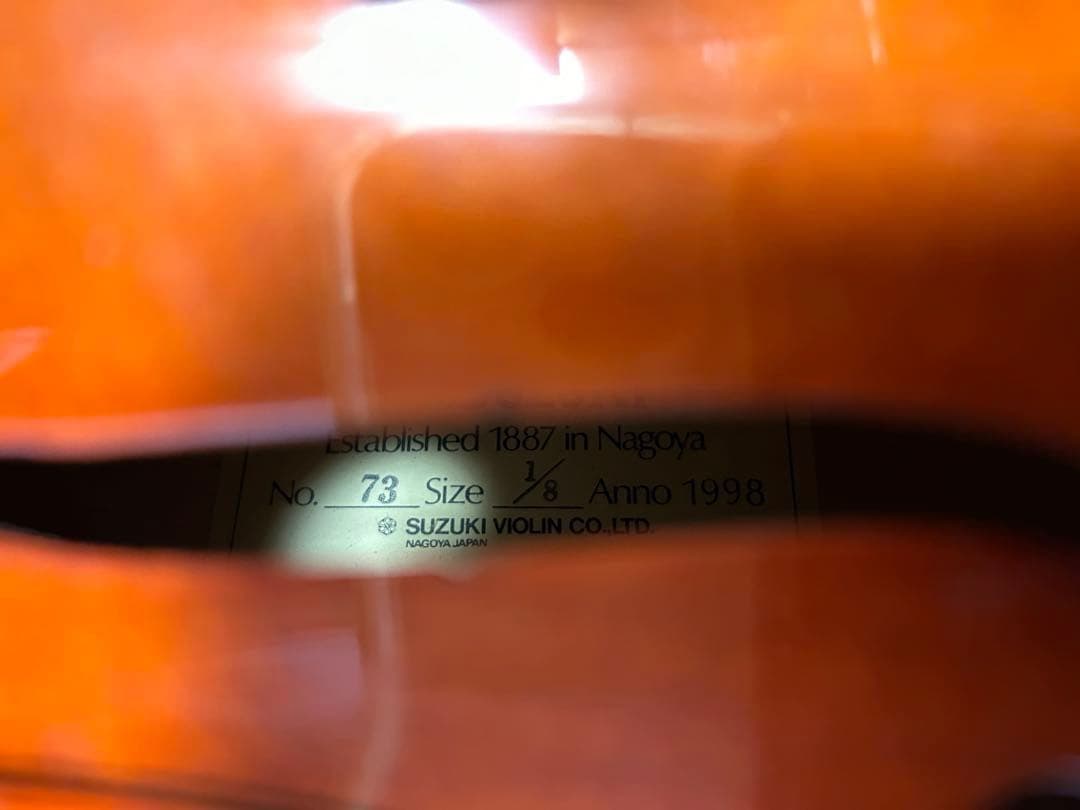 Established 1887 in Nagoya
No. 73 Size 1/8 Anno 1998
SUZUKI VIOLIN CO.,LTD.
NAGOYA JAPAN